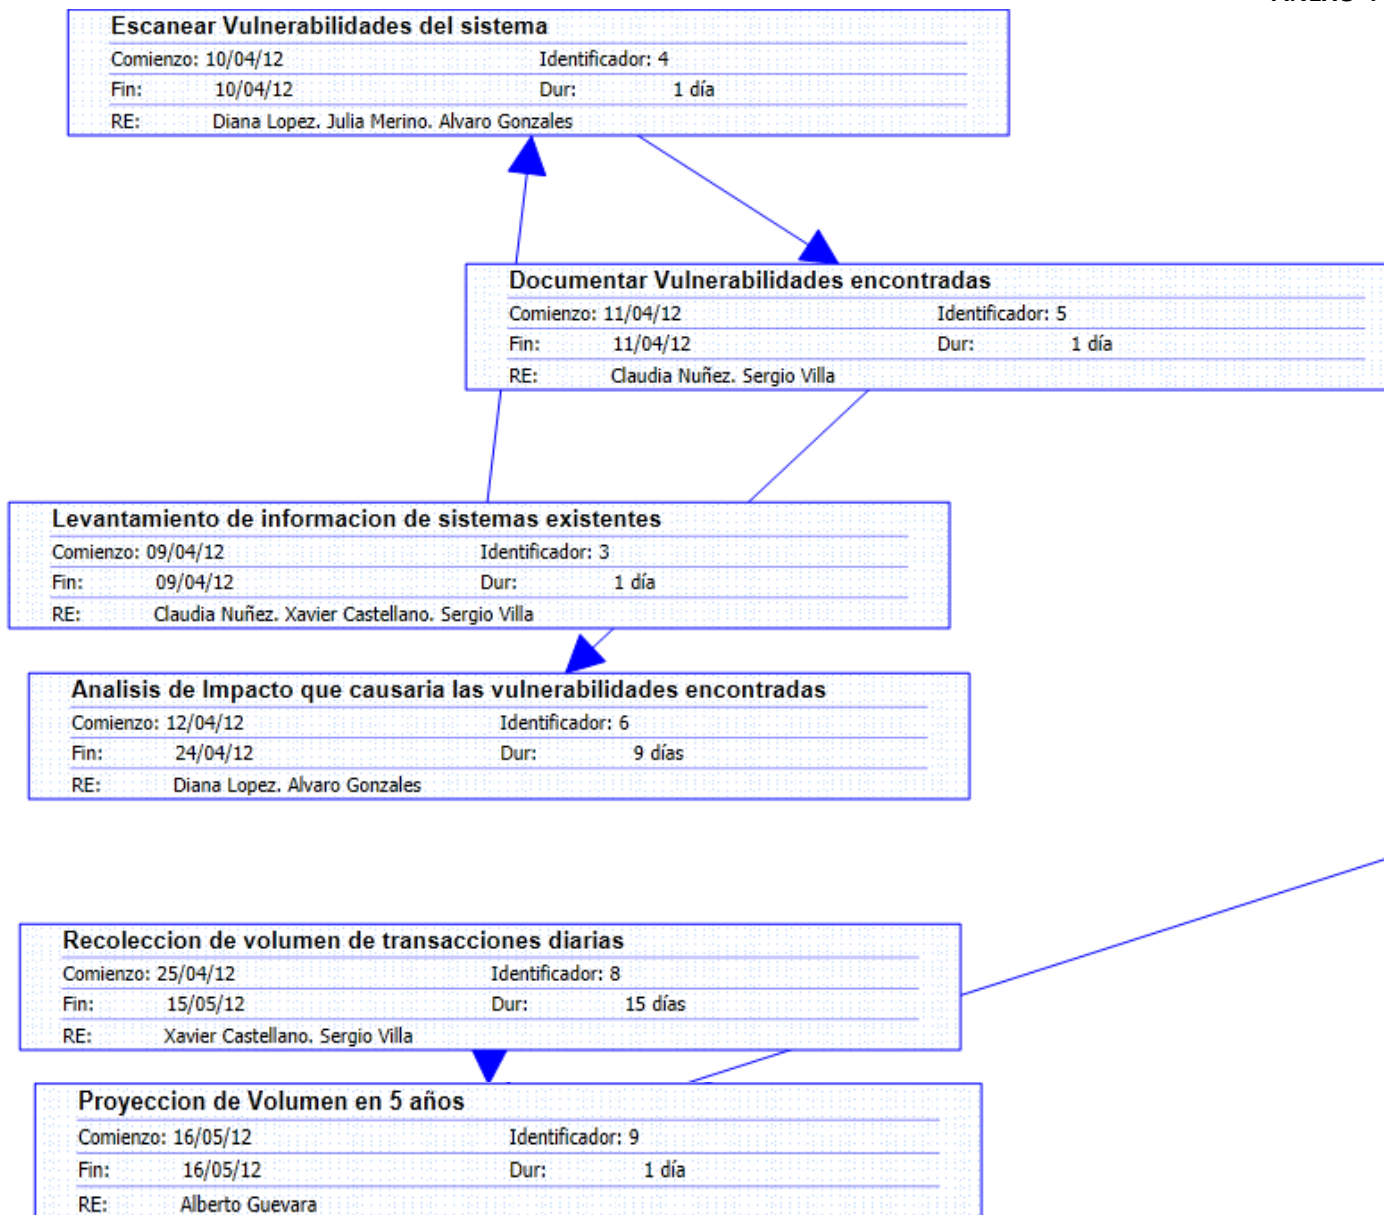 Escanear Vulnerabilidades del sistema
Comienzo: 10/04/12 Identificador: 4
Fin: 10/04/12 Dur: 1 día
RE: Diana Lopez. Julia Merino. Alvaro Gonzales
Documentar Vulnerabilidades encontradas
Comienzo: 11/04/12 Identificador: 5
Fin: 11/04/12 Dur: 1 día
RE: Claudia Nuñez. Sergio Villa
Levantamiento de informacion de sistemas existentes
Comienzo: 09/04/12 Identificador: 3
Fin: 09/04/12 Dur: 1 día
RE: Claudia Nuñez. Xavier Castellano. Sergio Villa
Analisis de Impacto que causaria las vulnerabilidades encontradas
Comienzo: 12/04/12 Identificador: 6
Fin: 24/04/12 Dur: 9 días
RE: Diana Lopez. Alvaro Gonzales
Recoleccion de volumen de transacciones diarias
Comienzo: 25/04/12 Identificador: 8
Fin: 15/05/12 Dur: 15 días
RE: Xavier Castellano. Sergio Villa
Proyeccion de Volumen en 5 años
Comienzo: 16/05/12 Identificador: 9
Fin: 16/05/12 Dur: 1 día
RE: Alberto Guevara